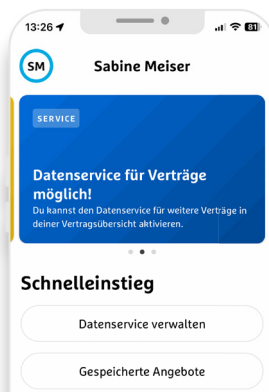 13:26
81
SM
Sabine Meiser
SERVICE
Datenservice für Verträge
möglich!
Du kannst den Datenservice für weitere Verträge in
deiner Vertragsübersicht aktivieren.
Schnelleinstieg
Datenservice verwalten
Gespeicherte Angebote